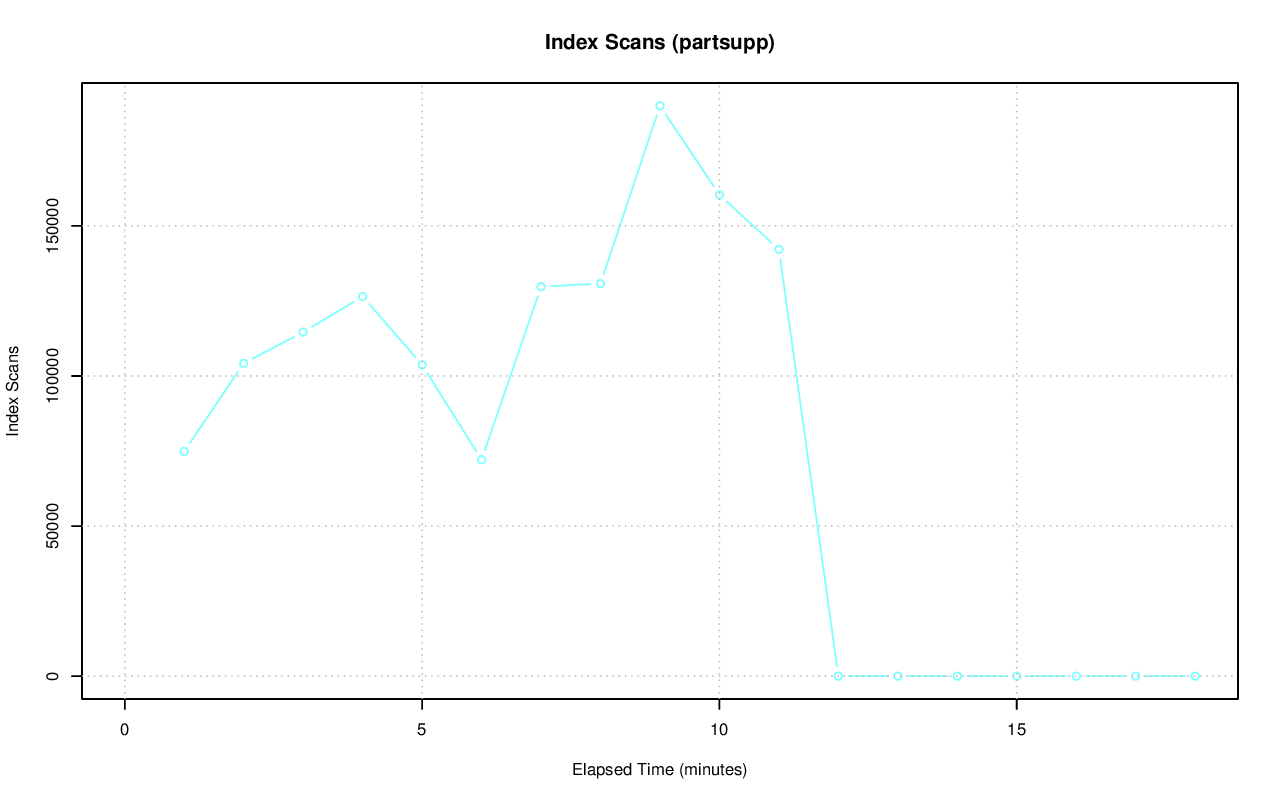 Index Scans (partsupp)
Index Scans
150000
100000
50000
0
0 5 10 15
Elapsed Time (minutes)